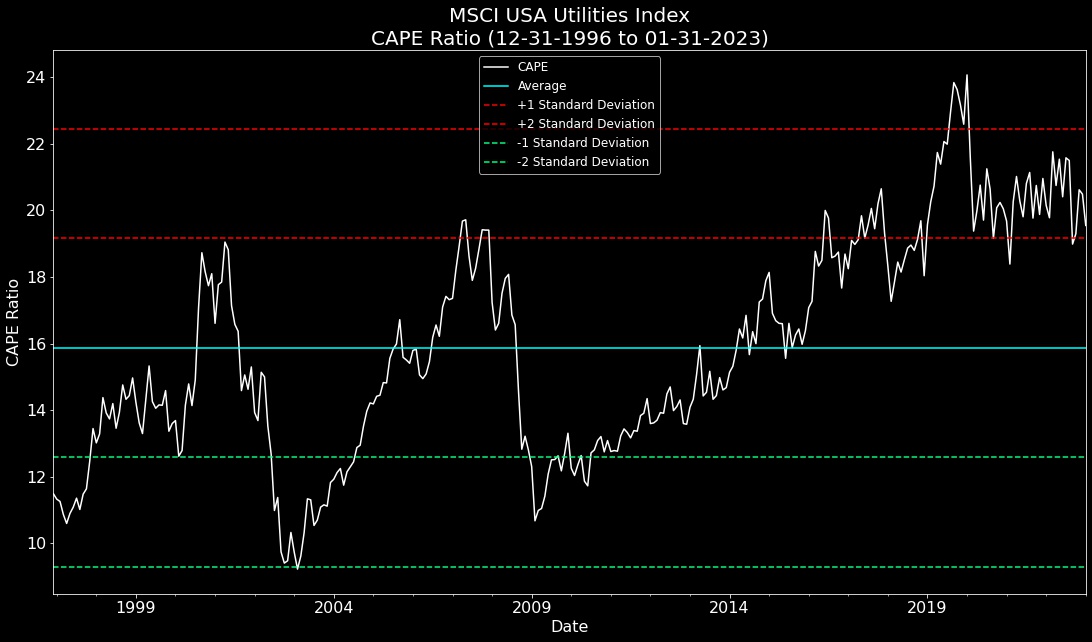 MSCI USA Utilities Index
CAPE Ratio (12-31-1996 to 01-31-2023)
CAPE
Average
+1 Standard Deviation
+2 Standard Deviation
-1 Standard Deviation
-2 Standard Deviation
CAPE Ratio
24
22
20
18
16
14
12
10
1999
2004
2009
2014
2019
Date